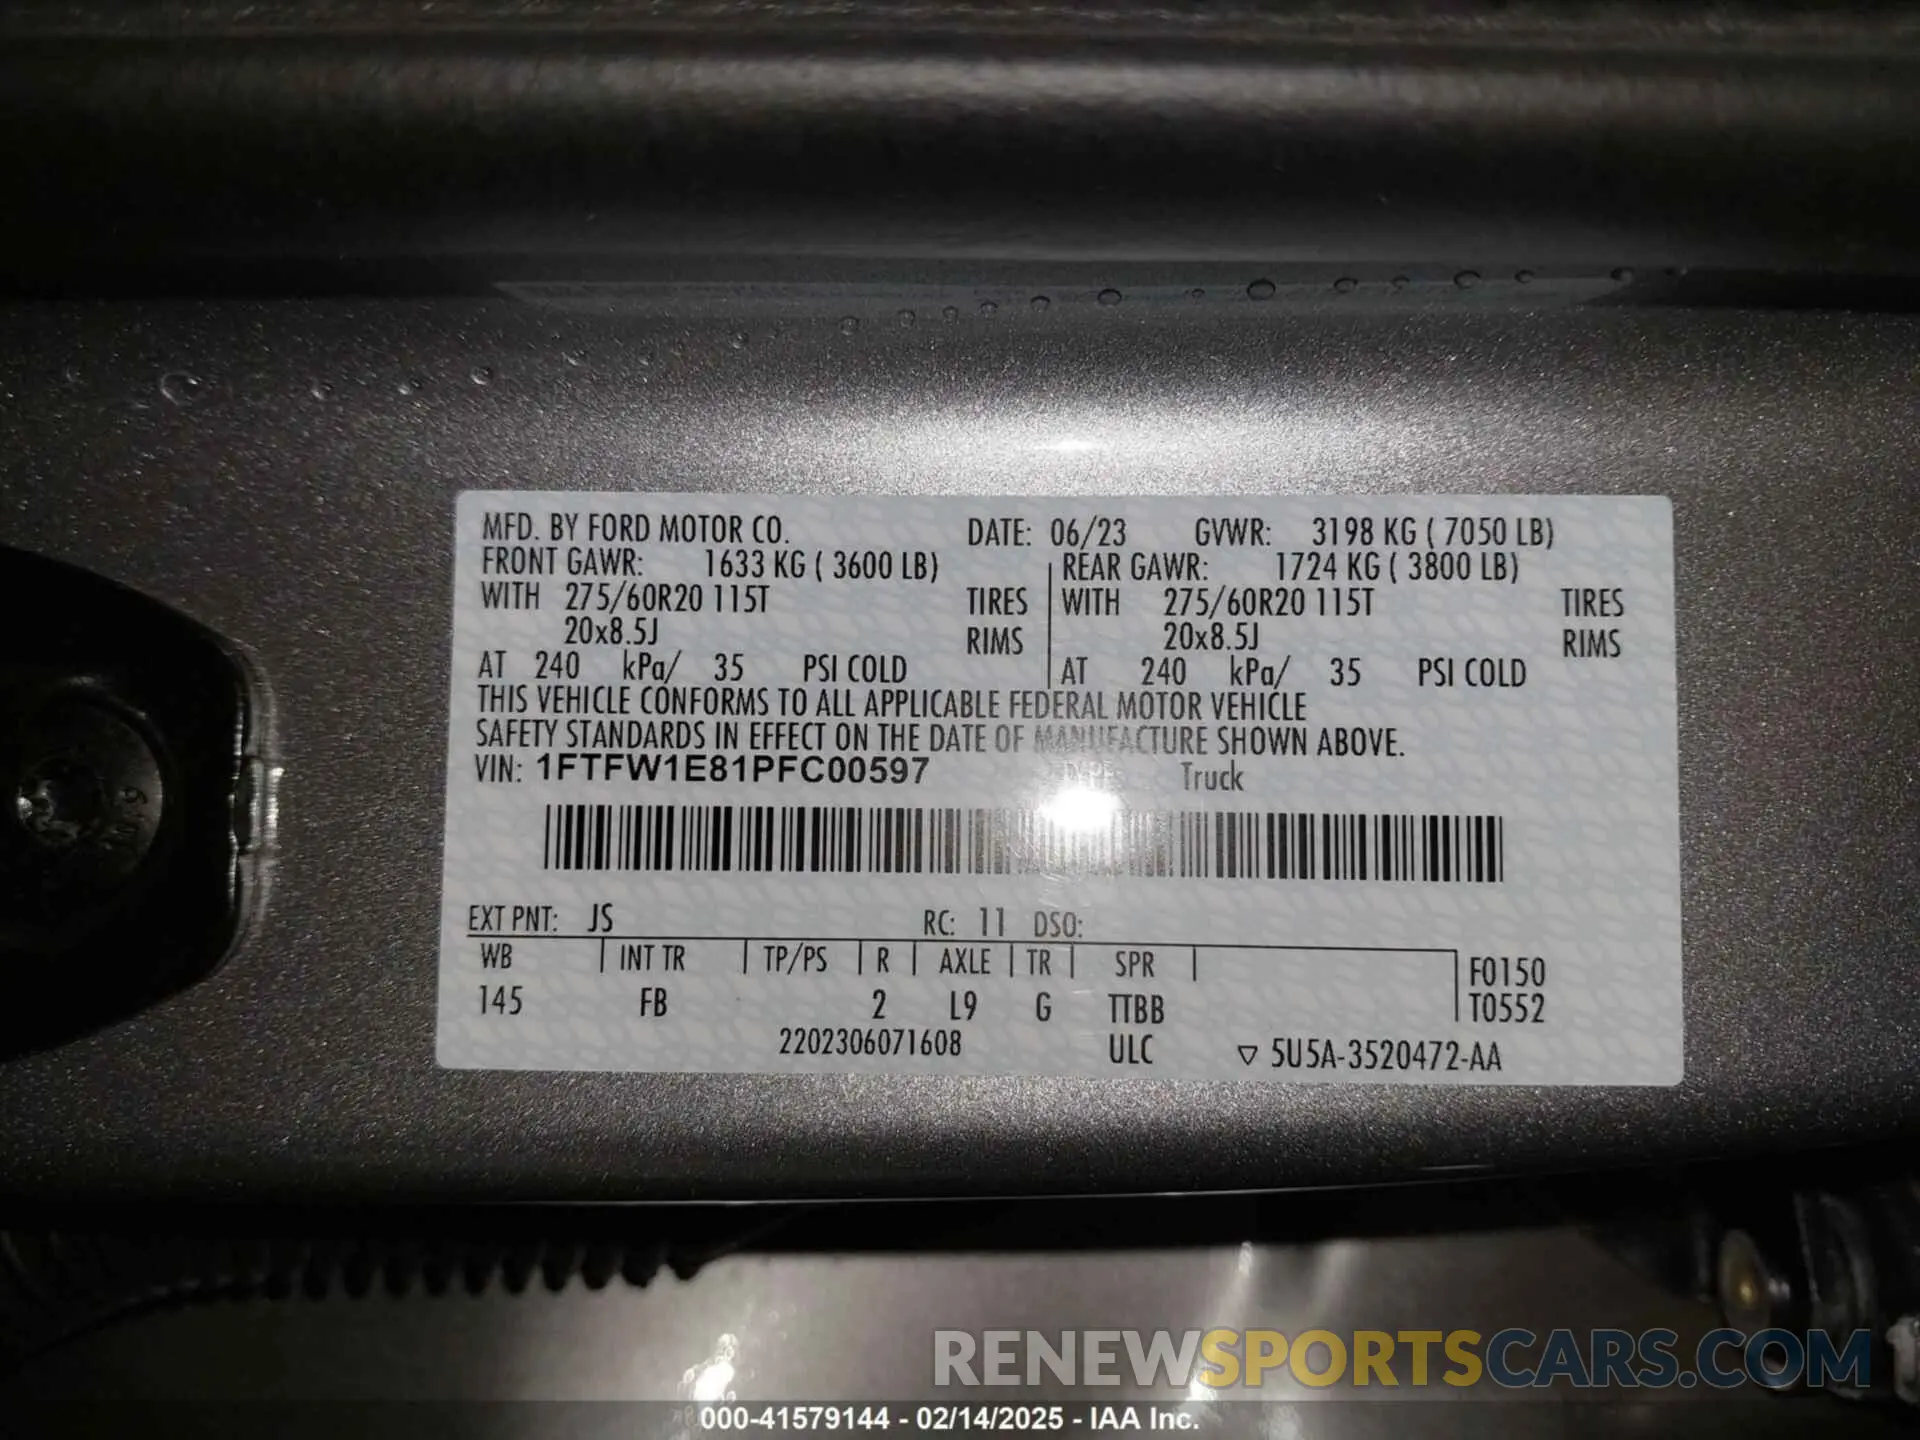 MFD. BY FORD MOTOR CO. DATE: 06/23 GVWR: 3198 KG ( 7050 LB)
FRONT GAWR: 1633 KG ( 3600 LB) REAR GAWR: 1724 KG ( 3800 LB)
WITH 275/60R20 115T TIRES WITH 275/60R20 115T TIRES
20x8.5J RIMS 20x8.5J RIMS
AT 240 kPa/ 35 PSI COLD AT 240 kPa/ 35 PSI COLD
THIS VEHICLE CONFORMS TO ALL APPLICABLE FEDERAL MOTOR VEHICLE
SAFETY STANDARDS IN EFFECT ON THE DATE OF MANUFACTURE SHOWN ABOVE.
VIN: 1FTFW1E81PFC00597 Truck
EXT PNT: JS RC: 11 DSO:
WB INT TR TP/PS R AXLE TR SPR F0150
145 FB 2 L9 G TTBB T0552
2202306071608 ULC ▽ 5U5A-3520472-AA
RENEWSPORTSCARS.COM
000-41579144 - 02/14/2025 - IAA Inc.